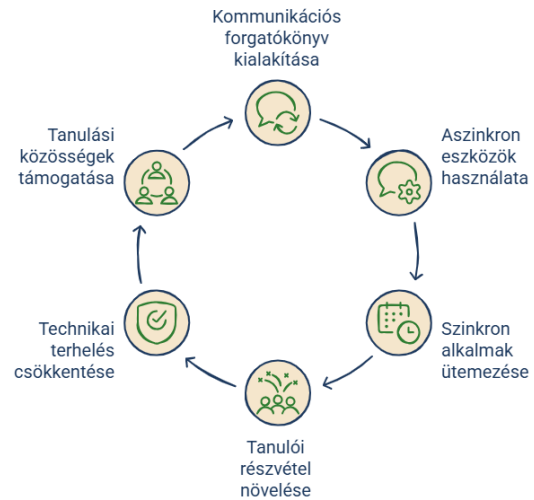 Kommunikációs
forgatókönyv
kialakítása
Aszinkron
eszközök
használata
Szinkron
alkalmak
ütemezése
Tanulói
részvétel
növelése
Technikai
terhelés
csökkentése
Tanulási
közösségek
támogatása